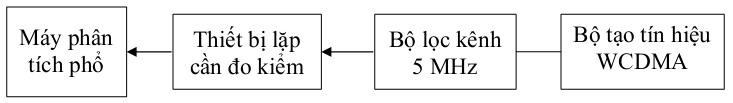 Máy phân
tích phổ
Thiết bị lặp
cần đo kiểm
Bộ lọc kênh
5 MHz
Bộ tạo tín hiệu
WCDMA